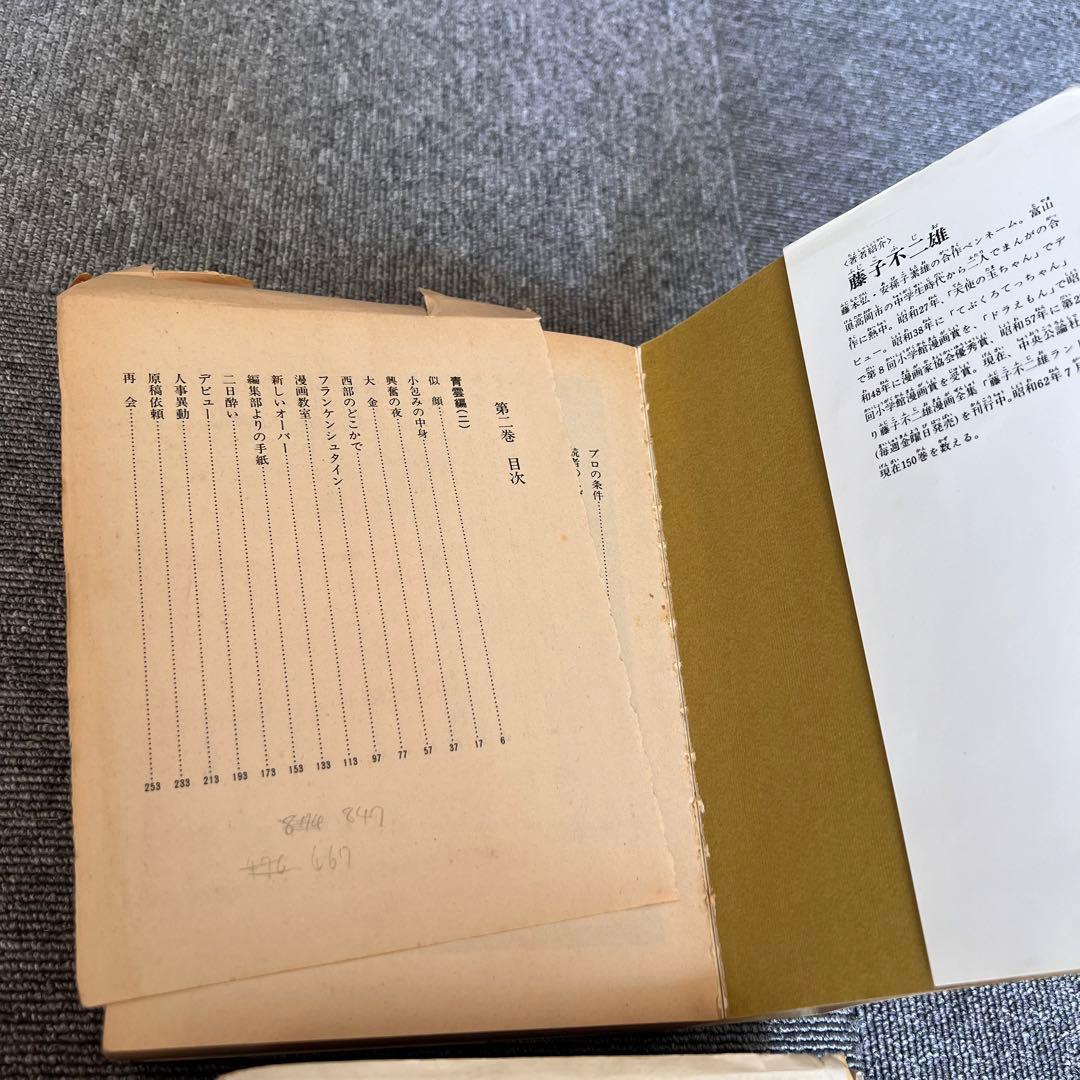 〈著者紹介〉
藤子不二雄
藤本弘・安孫子素雄の合作ペンネーム。富山
県高岡市の中学生時代から二人でまんがの合
作に熱中。昭和27年、「天使の玉ちゃん」でデ
ビュー。昭和38年に「てぶくろてっちゃん」
で第8回小学館漫画賞を、「ドラえもん」で昭
和48年に漫画家協会優秀賞、昭和57年に第2
回小学館漫画賞を受賞。現在、中央公論社
り藤子不二雄漫画全集「藤子不二雄ランド
(毎週金曜日発売)を刊行中、昭和62年7月
現在150巻を数える。
プロの条件
読者の
第二巻 目次
青雲編(二) 6
似顔 17
小包みの中身 37
興奮の夜 57
大金 77
西部のどこかで 97
フランケンシュタイン 113
漫画教室 133
新しいオーバー 153
編集部よりの手紙 173
二日酔い 193
デビュー 213
人事異動 233
原稿依頼 253
再会
847
667